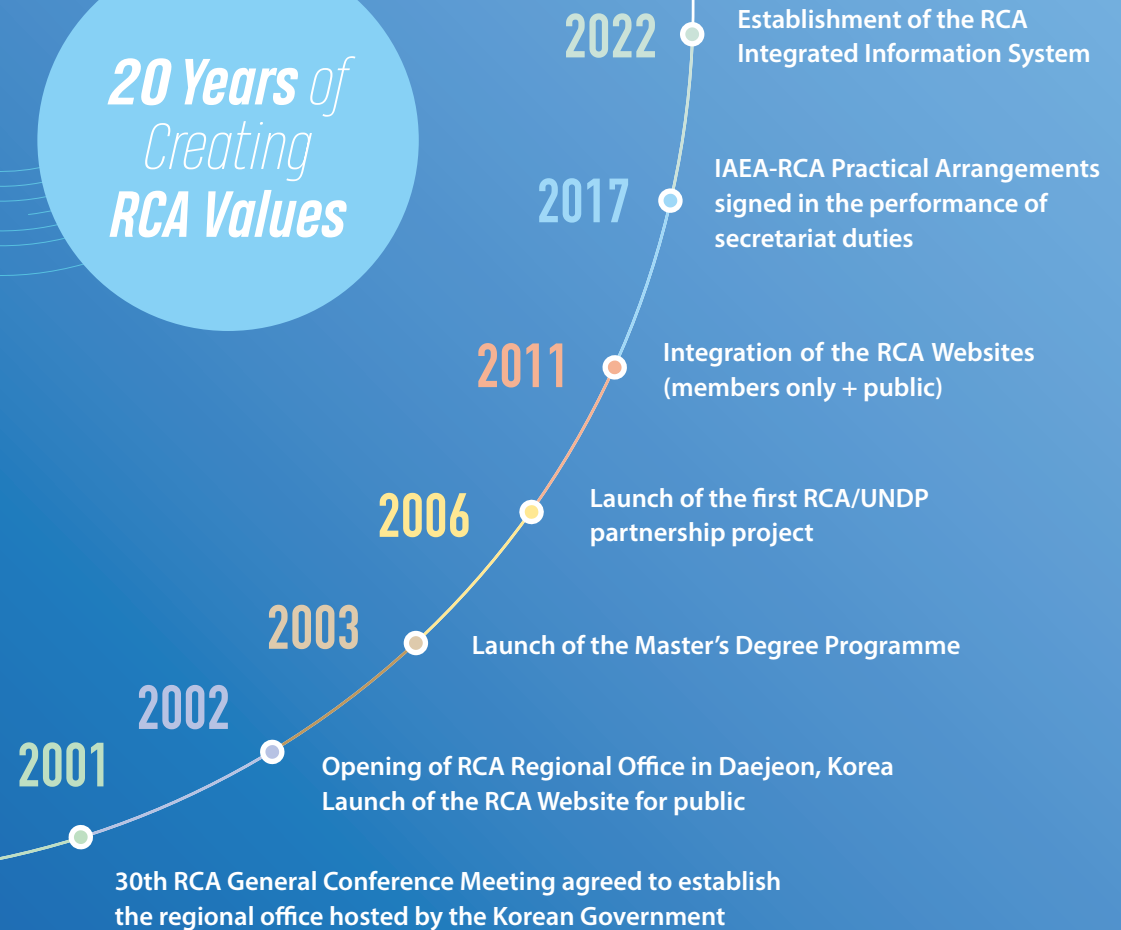 20 Years of
Creating
RCA Values
2022
Establishment of the RCA
Integrated Information System
2017
IAEA-RCA Practical Arrangements
signed in the performance of
secretariat duties
2011
Integration of the RCA Websites
(members only + public)
2006
Launch of the first RCA/UNDP
partnership project
2003
Launch of the Master’s Degree Programme
2002
Opening of RCA Regional Office in Daejeon, Korea
Launch of the RCA Website for public
2001
30th RCA General Conference Meeting agreed to establish
the regional office hosted by the Korean Government